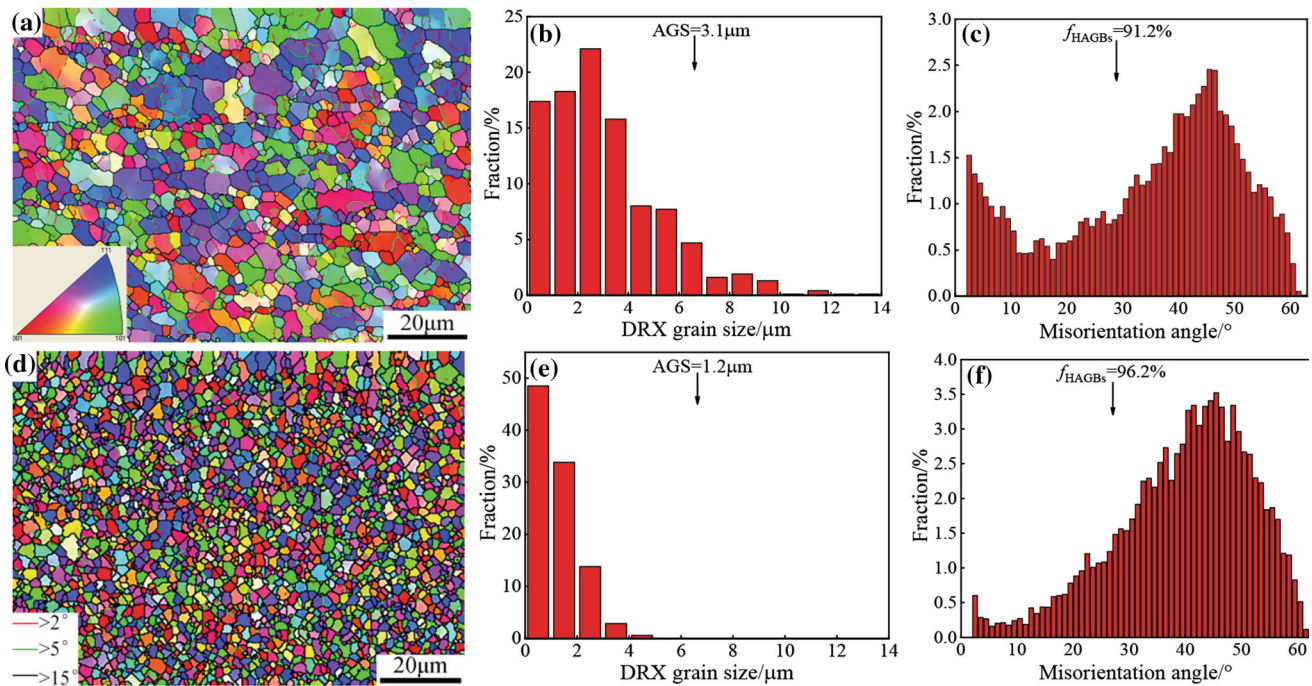 (a)
111
001
101
20μm
(b)
AGS=3.1μm
25
20
15
10
5
0
Fraction/%
0 2 4 6 8 10 12 14
DRX grain size/μm
(c)
fHAGBs=91.2%
3.0
2.5
2.0
1.5
1.0
0.5
0.0
Fraction/%
0 10 20 30 40 50 60
Misorientation angle/°
(d)
>2°
>5°
>15°
20μm
(e)
AGS=1.2μm
50
40
30
20
10
0
Fraction/%
0 2 4 6 8 10 12 14
DRX grain size/μm
(f)
fHAGBs=96.2%
4.0
3.5
3.0
2.5
2.0
1.5
1.0
0.5
0.0
Fraction/%
0 10 20 30 40 50 60
Misorientation angle/°